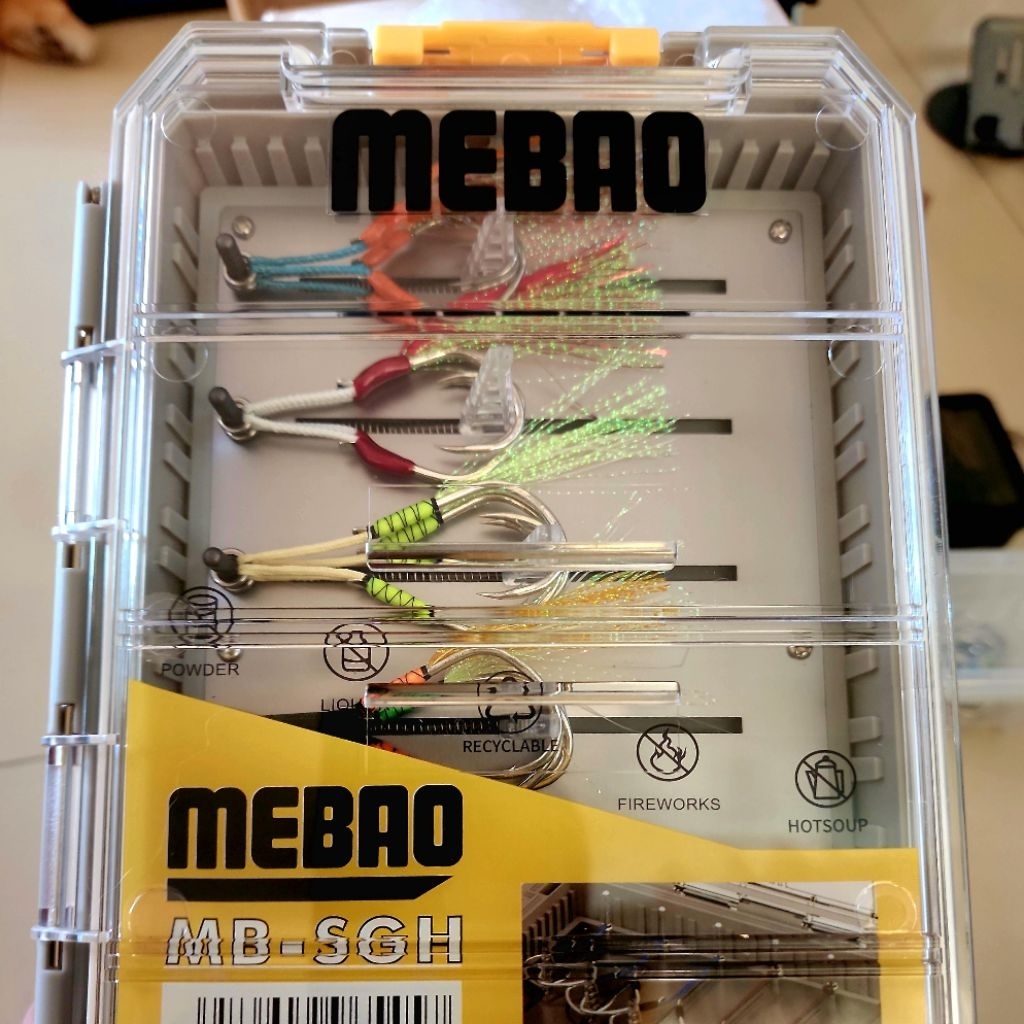 MEBAO
POWDER
RECYCLABLE
FIREWORKS
HOTSOUP
MEBAO
MB-SGH